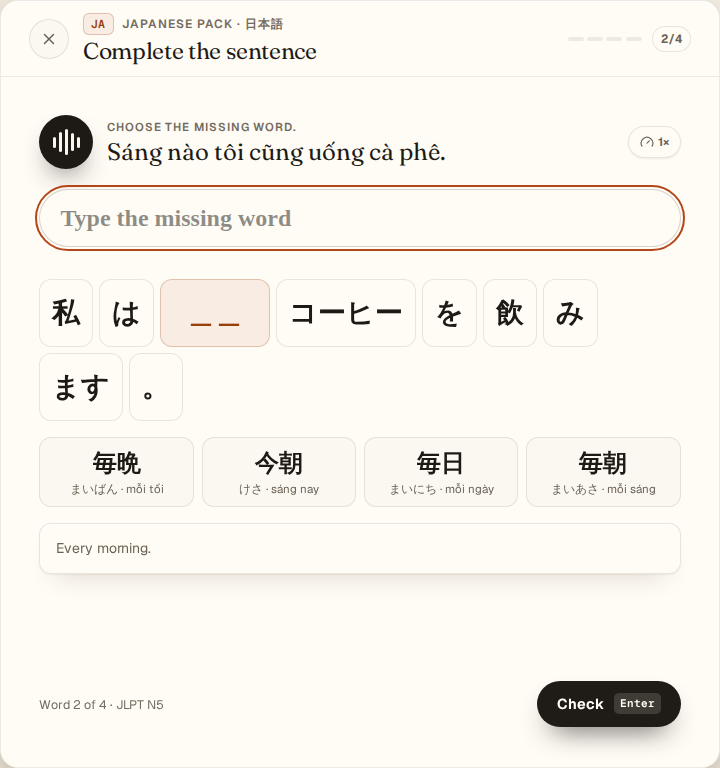 JA JAPANESE PACK · 日本語
Complete the sentence
2/4
CHOOSE THE MISSING WORD.
Sáng nào tôi cũng uống cà phê.
1×
Type the missing word
私 は __ コーヒー を 飲 み
ます 。
毎晩 今朝 毎日 毎朝
まいばん · mỗi tối けさ · sáng nay まいにち · mỗi ngày まいあさ · mỗi sáng
Every morning.
Word 2 of 4 · JLPT N5
Check Enter